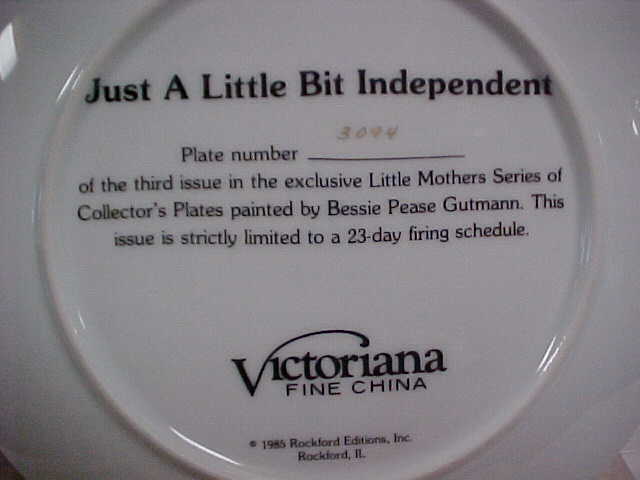 Just A Little Bit Independent
3094
Plate number
of the third issue in the exclusive Little Mothers Series of
Collector's Plates painted by Bessie Pease Gutmann. This
issue is strictly limited to a 23-day firing schedule.
Victoriana
FINE CHINA
© 1985 Rockford Editions, Inc.
Rockford, IL